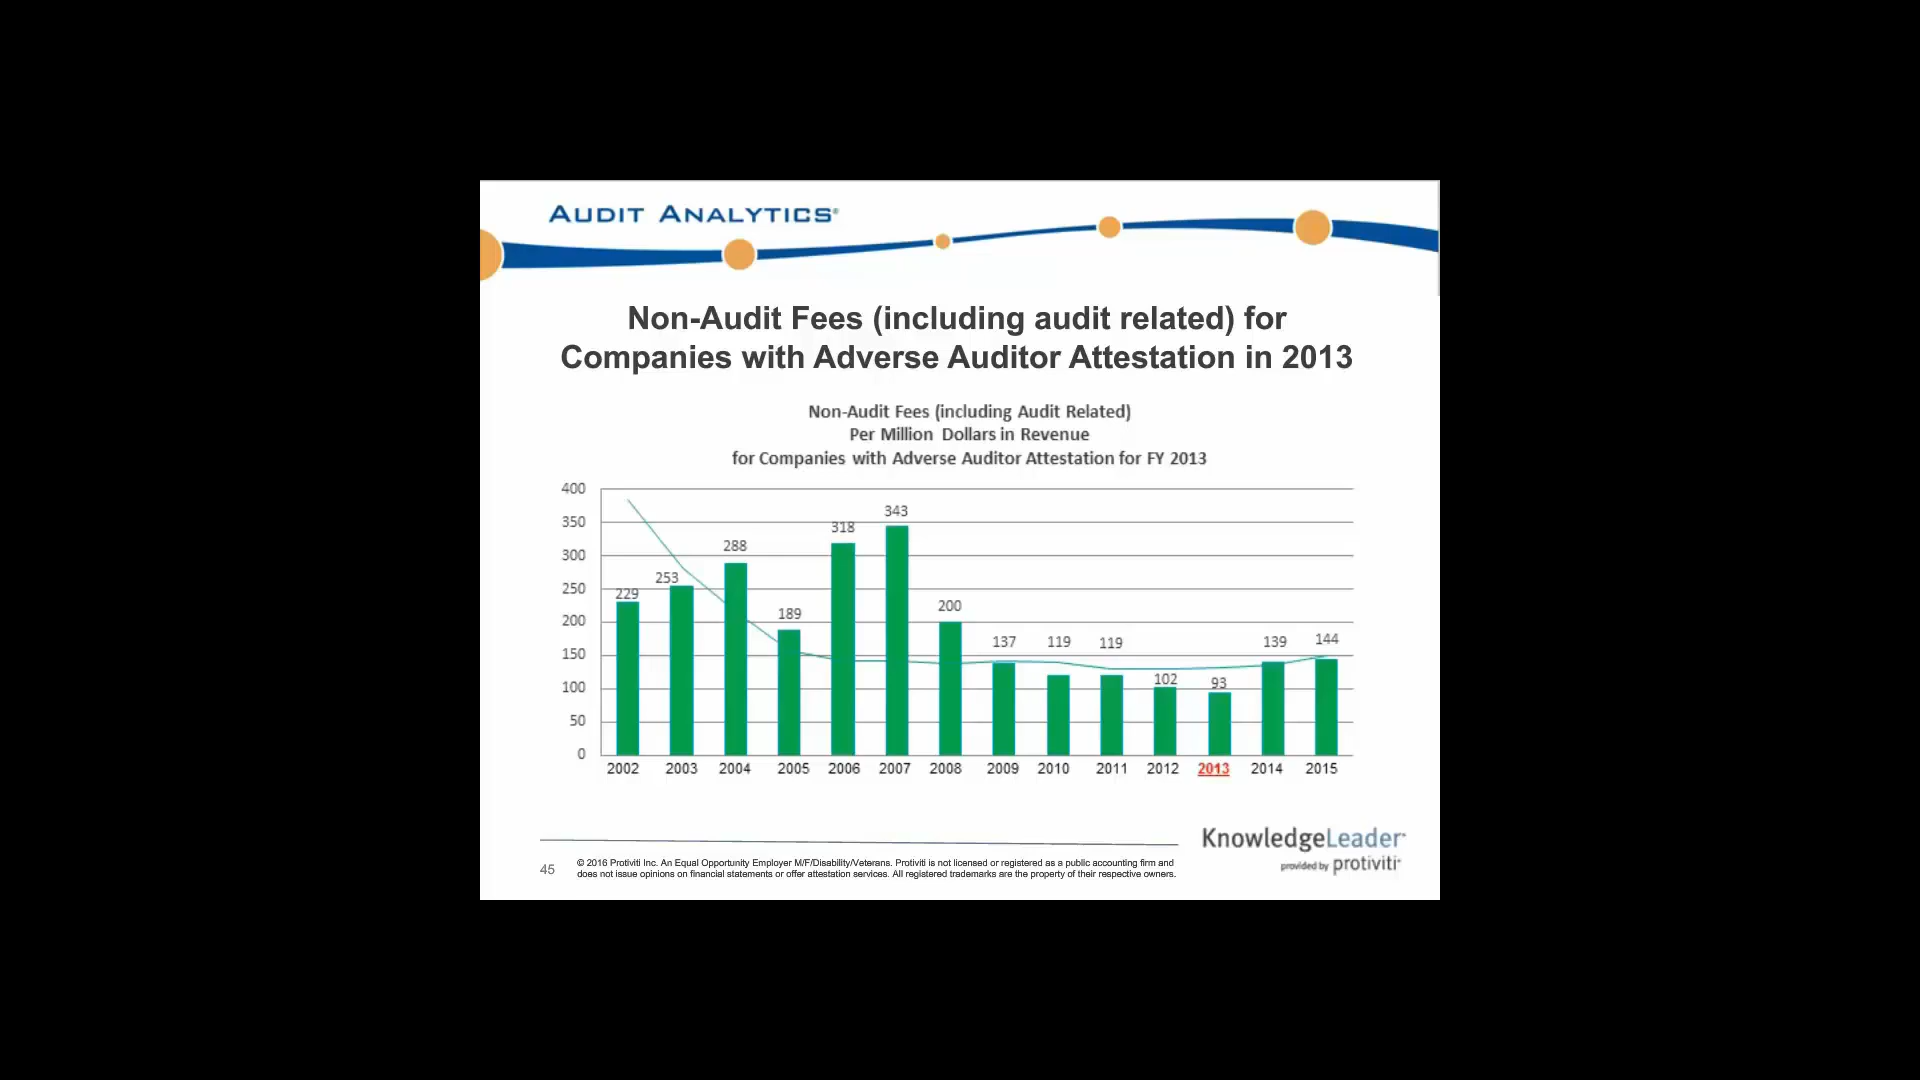 AUDIT ANALYTICS®
Non-Audit Fees (including audit related) for
Companies with Adverse Auditor Attestation in 2013
Non-Audit Fees (including Audit Related)
Per Million Dollars in Revenue
for Companies with Adverse Auditor Attestation for FY 2013
400
350
300
250
200
150
100
50
0
229
253
288
189
318
343
200
137
119
119
102
93
139
144
2002 2003 2004 2005 2006 2007 2008 2009 2010 2011 2012 2013 2014 2015
45
© 2016 Protiviti Inc. An Equal Opportunity Employer M/F/Disability/Veterans. Protiviti is not licensed or registered as a public accounting firm and
does not issue opinions on financial statements or offer attestation services. All registered trademarks are the property of their respective owners.
KnowledgeLeader
provided by protiviti